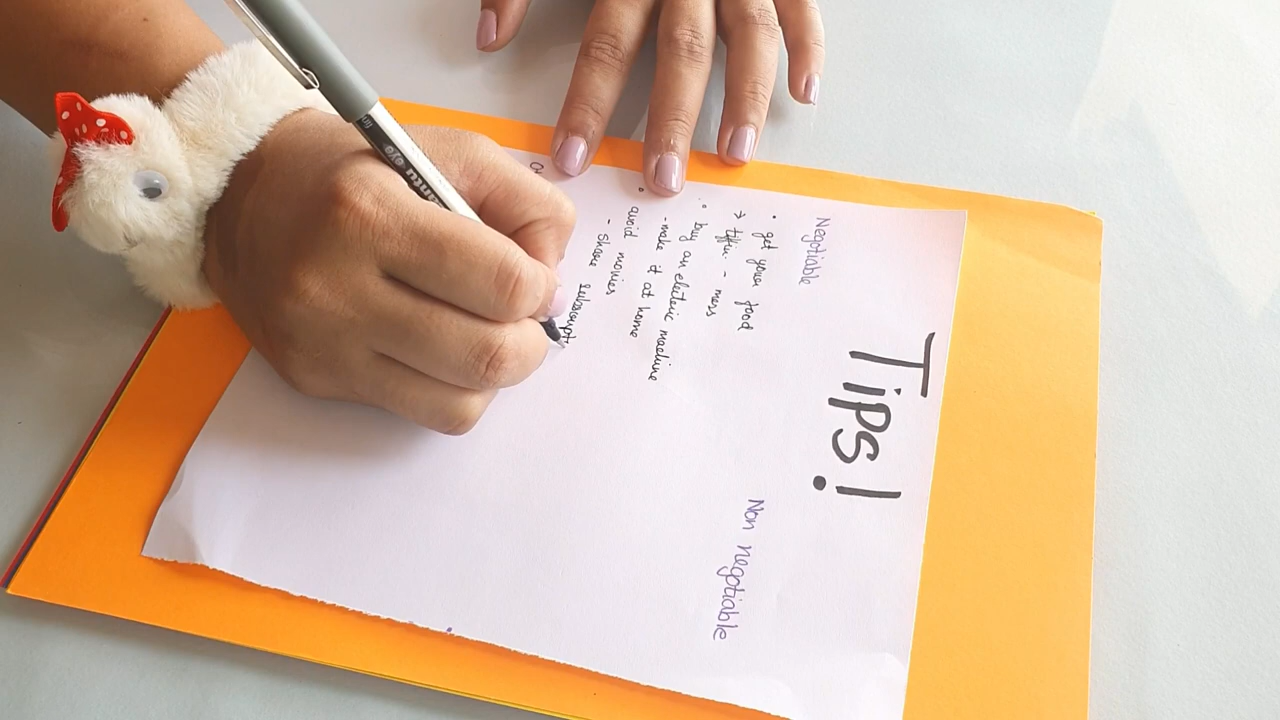 Tips!
Negotiable
Non negotiable
• get your food
→ tiffin - mess
• buy an electric machine
- make it at home
• avoid movies
- share subscript